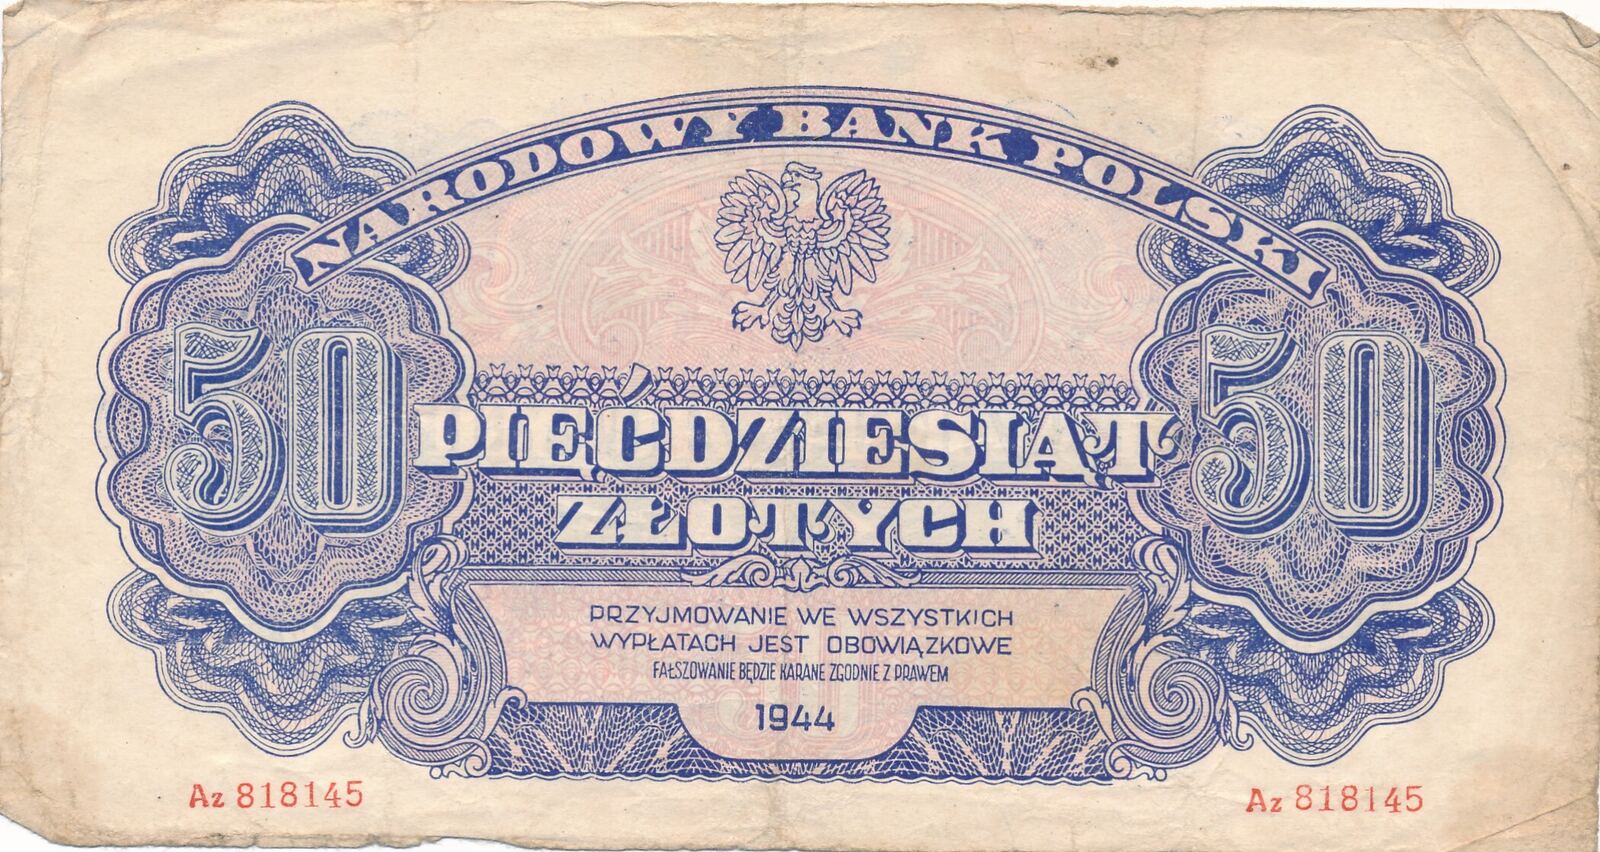 NARODOWY BANK POLSKI
50 50
PIĘĆDZIESIĄT
ZŁOTYCH
PRZYJMOWANIE WE WSZYSTKICH
WYPŁATACH JEST OBOWIĄZKOWE
FAŁSZOWANIE BĘDZIE KARANE ZGODNIE Z PRAWEM
1944
Az 818145 Az 818145